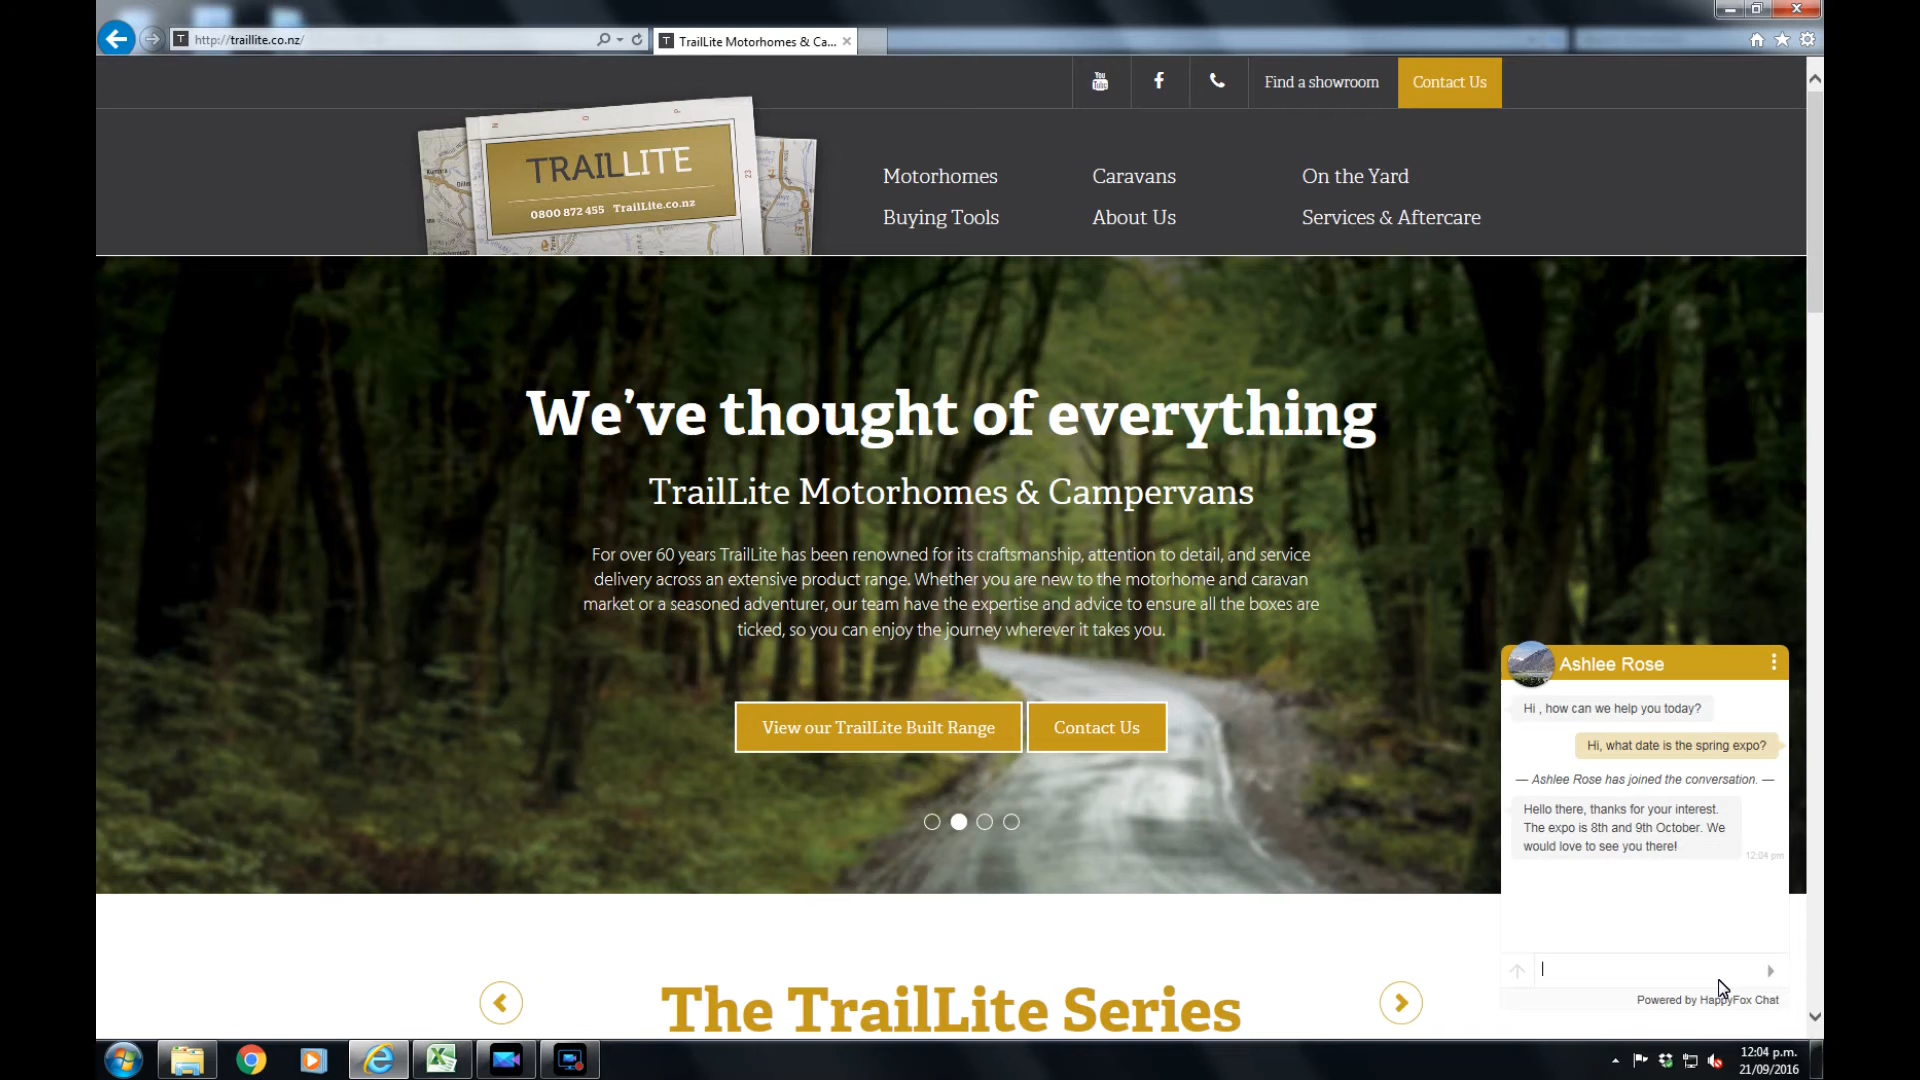 http://traillite.co.nz/
TrailLite Motorhomes & Ca...
You
Tube
Find a showroom
Contact Us
TRAILLITE
0800 872 455 TrailLite.co.nz
23
Motorhomes
Caravans
On the Yard
Buying Tools
About Us
Services & Aftercare
We've thought of everything
TrailLite Motorhomes & Campervans
For over 60 years TrailLite has been renowned for its craftsmanship, attention to detail, and service
delivery across an extensive product range. Whether you are new to the motorhome and caravan
market or a seasoned adventurer, our team have the expertise and advice to ensure all the boxes are
ticked, so you can enjoy the journey wherever it takes you.
View our TrailLite Built Range
Contact Us
Ashlee Rose
Hi , how can we help you today?
Hi, what date is the spring expo?
— Ashlee Rose has joined the conversation. —
Hello there, thanks for your interest.
The expo is 8th and 9th October. We
would love to see you there!
12:04 pm
Powered by HappyFox Chat
The TrailLite Series
12:04 p.m.
21/09/2016